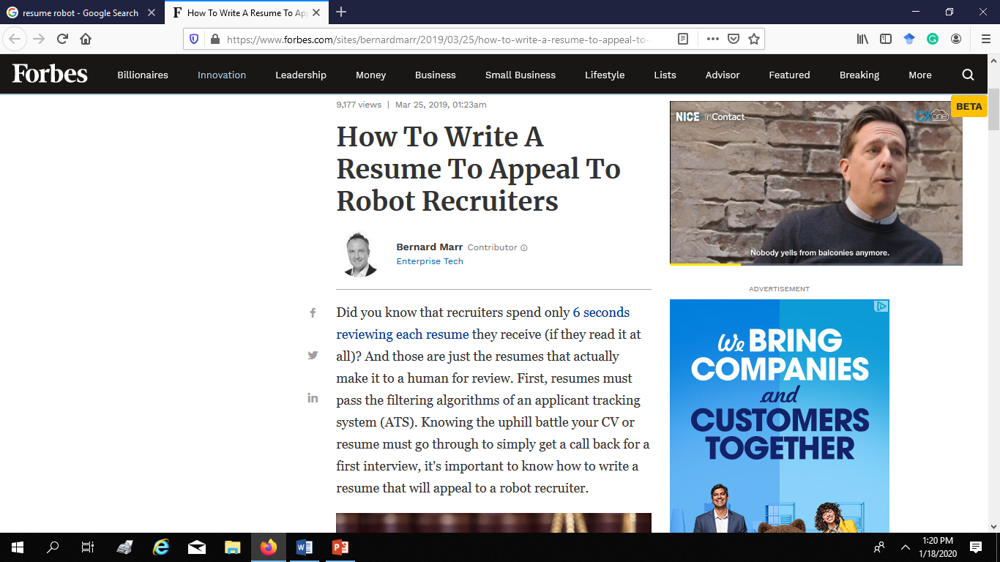 resume robot - Google Search
How To Write A Resume To Ap
https://www.forbes.com/sites/bernardmarr/2019/03/25/how-to-write-a-resume-to-appeal-to-
Forbes
Billionaires Innovation Leadership Money Business Small Business Lifestyle Lists Advisor Featured Breaking More
BETA
9,177 views | Mar 25, 2019, 01:23am
How To Write A
Resume To Appeal To
Robot Recruiters
Bernard Marr Contributor
Enterprise Tech
Did you know that recruiters spend only 6 seconds
reviewing each resume they receive (if they read it at
all)? And those are just the resumes that actually
make it to a human for review. First, resumes must
pass the filtering algorithms of an applicant tracking
system (ATS). Knowing the uphill battle your CV or
resume must go through to simply get a call back for a
first interview, it's important to know how to write a
resume that will appeal to a robot recruiter.
NICE inContact
CXone
Nobody yells from balconies anymore.
ADVERTISEMENT
We BRING
COMPANIES
and
CUSTOMERS
TOGETHER
1:20 PM
1/18/2020